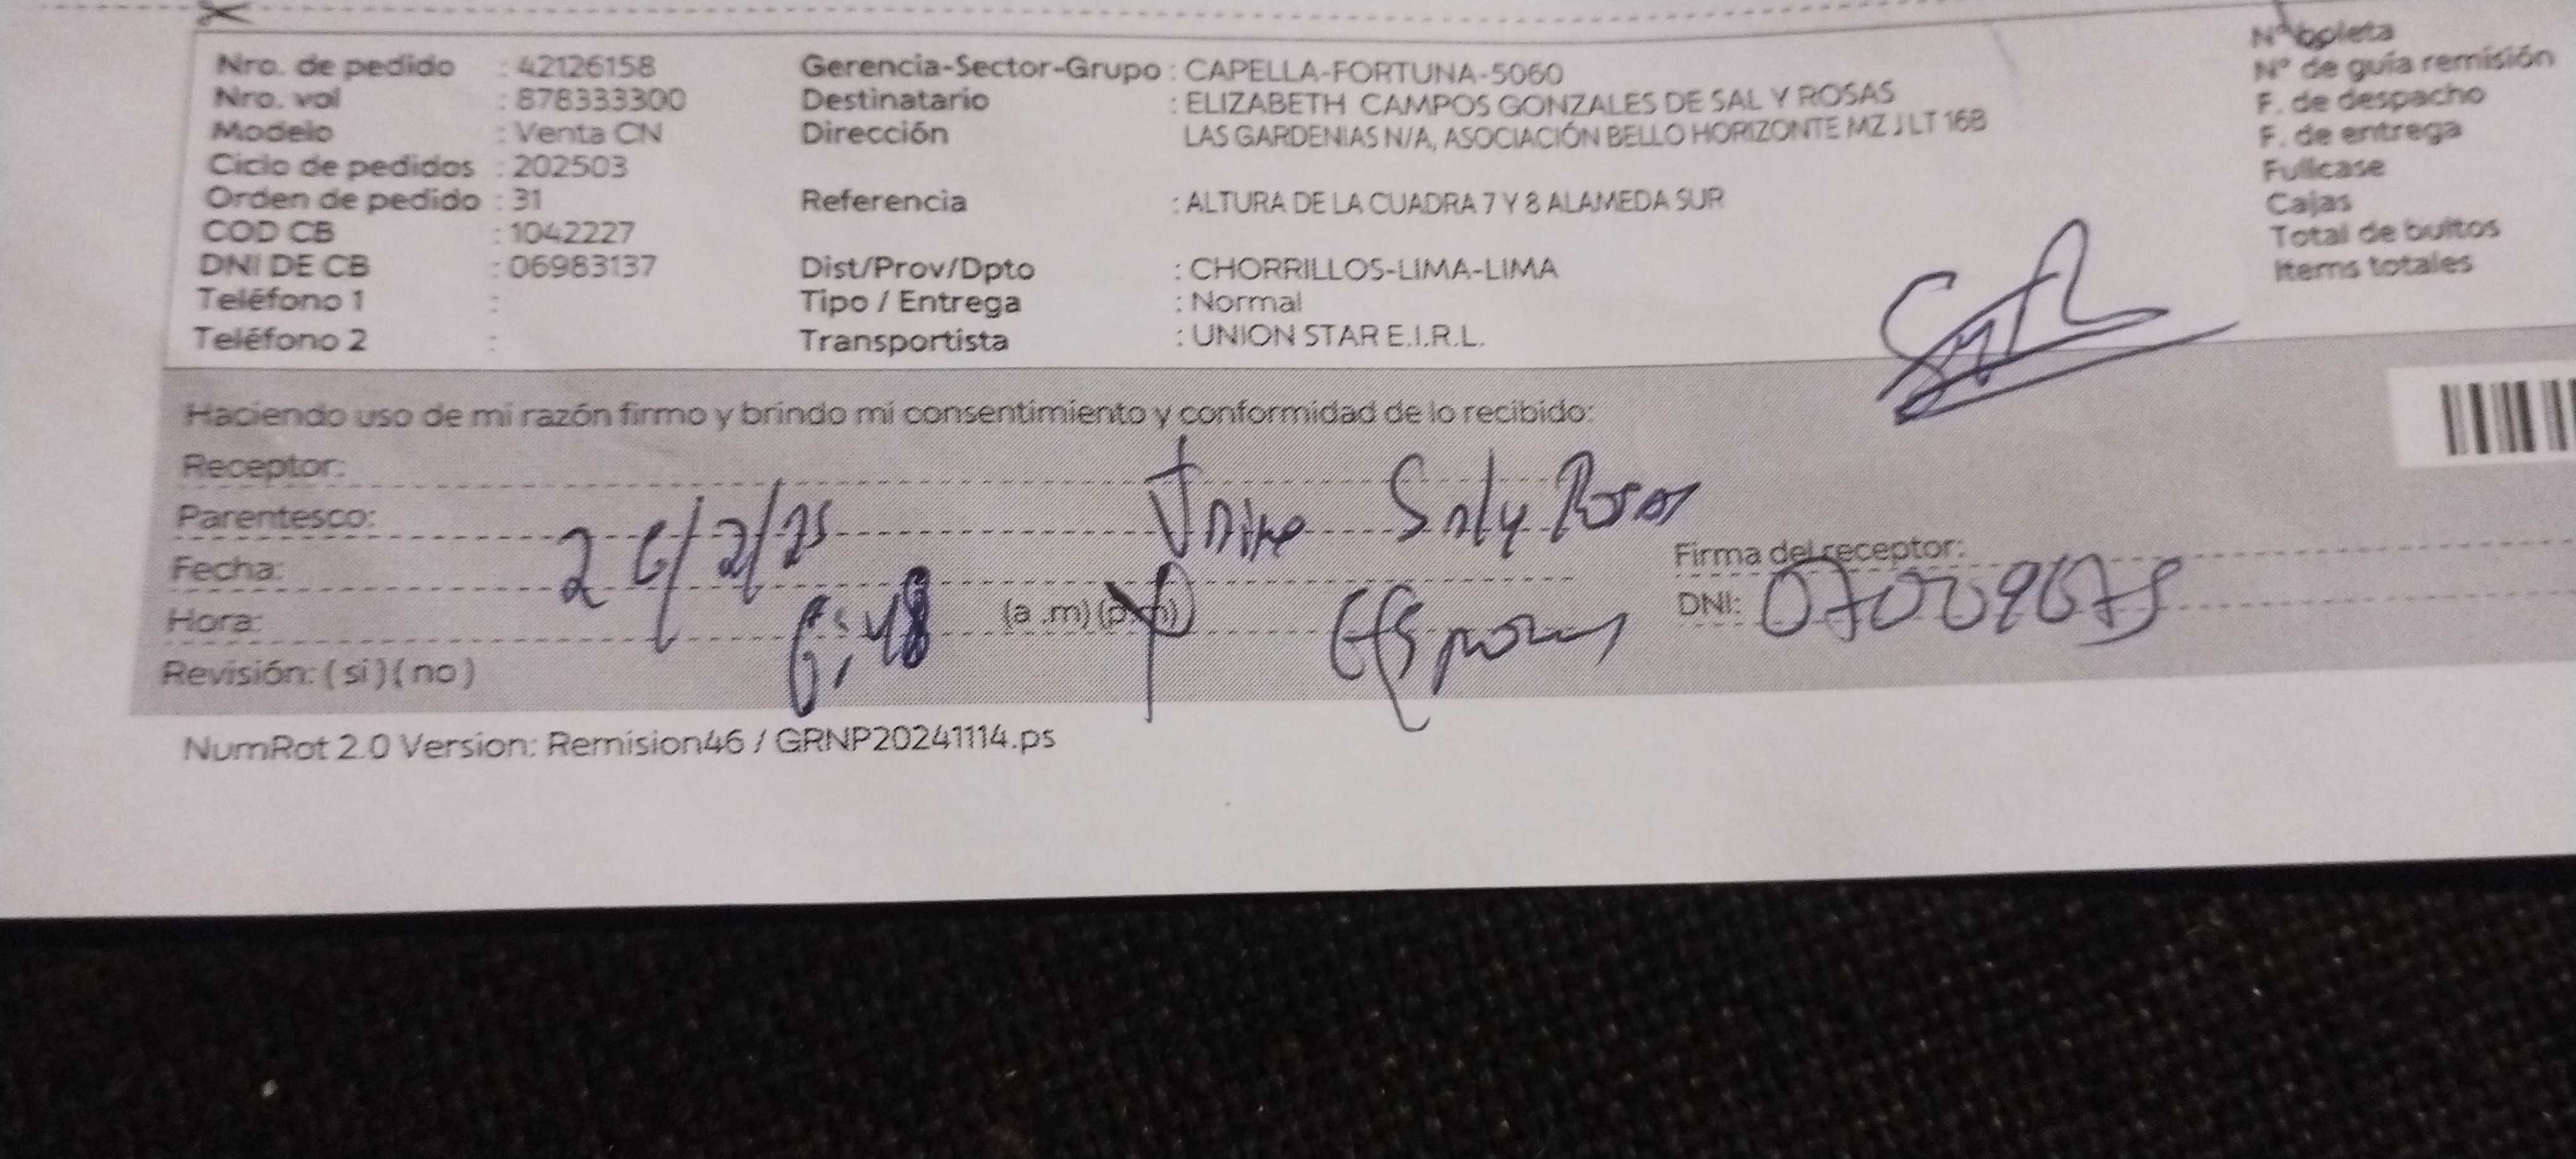 Nro. de pedido : 42126158
Nro. vol : 878333300
Modelo : Venta CN
Ciclo de pedidos : 202503
Orden de pedido : 31
COD CB : 1042227
DNI DE CB : 06983137
Teléfono 1 :
Teléfono 2 :
Gerencia-Sector-Grupo : CAPELLA-FORTUNA-5060
Destinatario : ELIZABETH CAMPOS GONZALES DE SAL Y ROSAS
Dirección LAS GARDENIAS N/A, ASOCIACIÓN BELLO HORIZONTE MZ J LT 16B
Referencia : ALTURA DE LA CUADRA 7 Y 8 ALAMEDA SUR
Dist/Prov/Dpto : CHORRILLOS-LIMA-LIMA
Tipo / Entrega : Normal
Transportista : UNION STAR E.I.R.L.
N° boleta
N° de guía remisión
F. de despacho
F. de entrega
Fullcase
Cajas
Total de bultos
Items totales
Haciendo uso de mi razón firmo y brindo mi consentimiento y conformidad de lo recibido:
Receptor:
Parentesco: Sal y Rosas
Fecha: 26/2/25
Hora: 6:48 (a .m) (p.m)
Firma del receptor:
DNI:
Revisión: ( si ) ( no )
NumRot 2.0 Version: Remision46 / GRNP20241114.ps